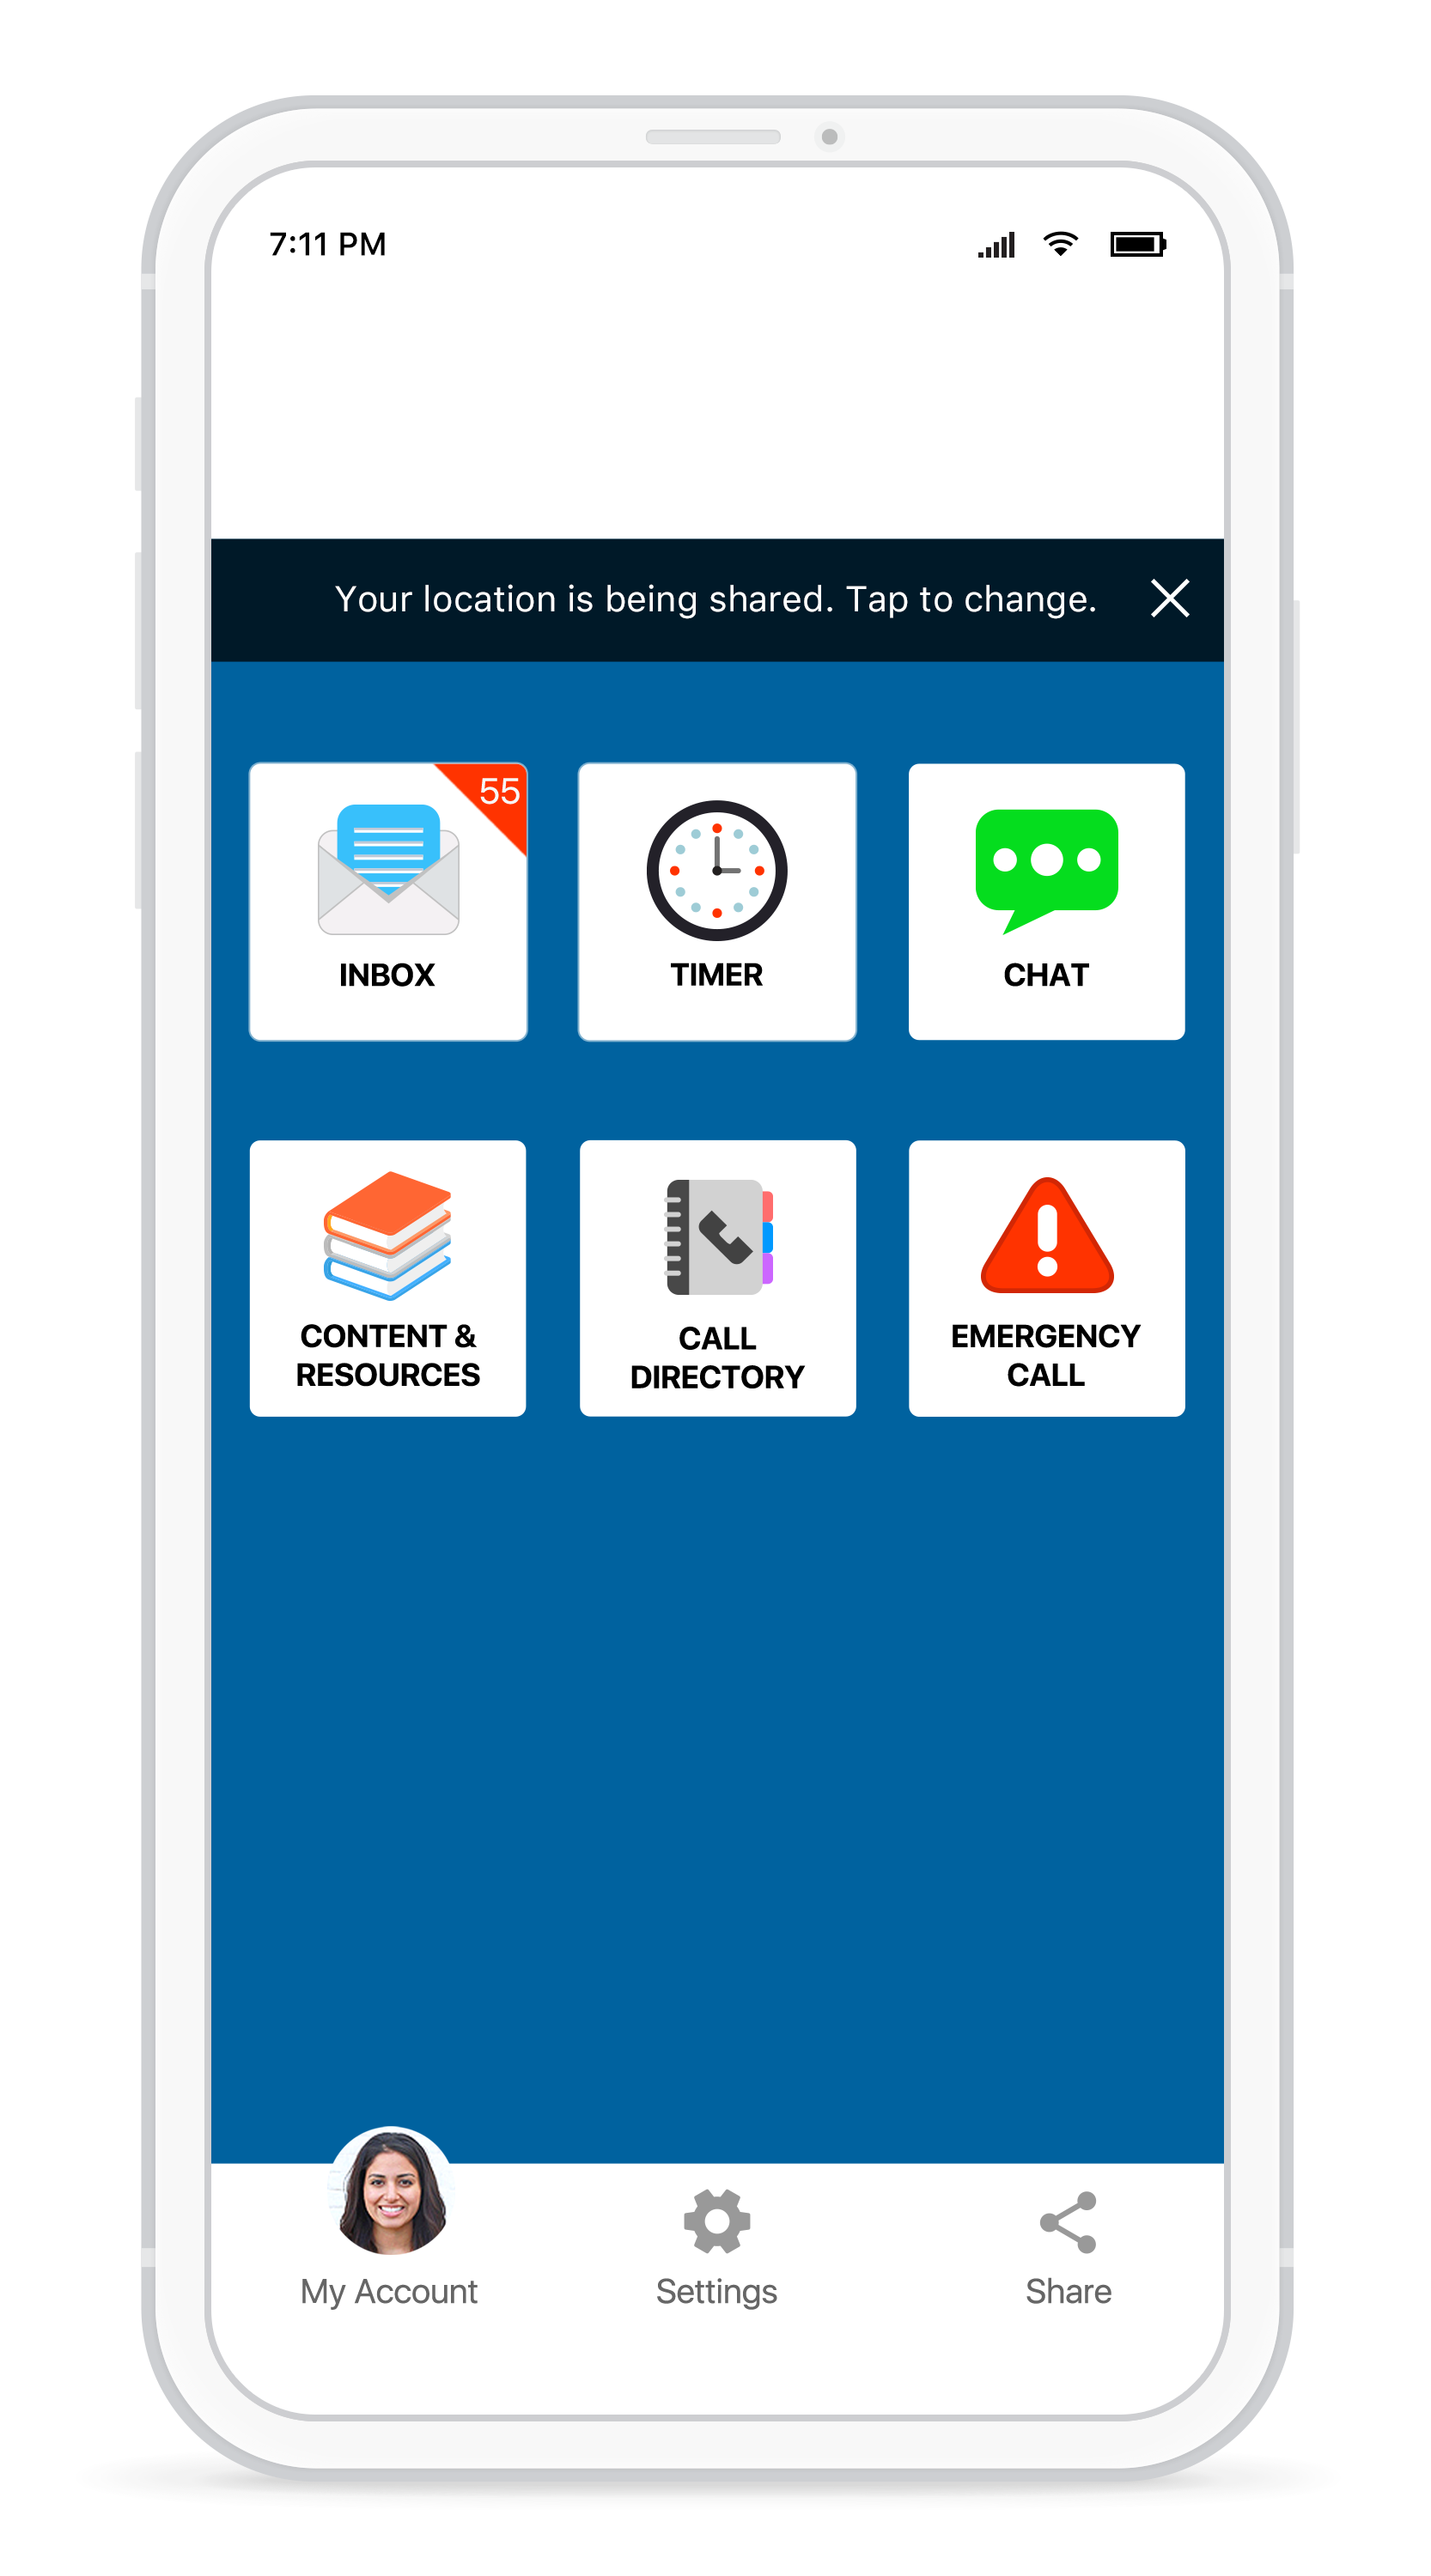 7:11 PM
Your location is being shared. Tap to change.
55
INBOX
TIMER
CHAT
CONTENT &
RESOURCES
CALL
DIRECTORY
EMERGENCY
CALL
My Account
Settings
Share